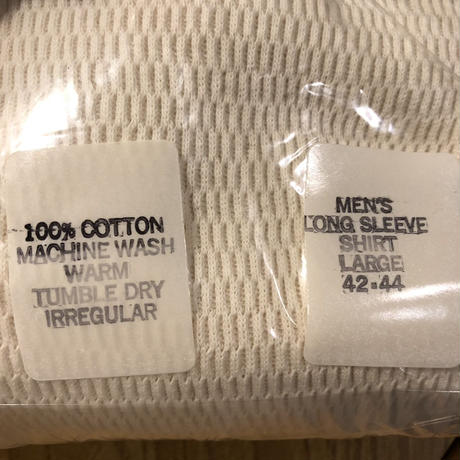 100% COTTON
MACHINE WASH
WARM
TUMBLE DRY
IRREGULAR
MEN'S
LONG SLEEVE
SHIRT
LARGE
42-44